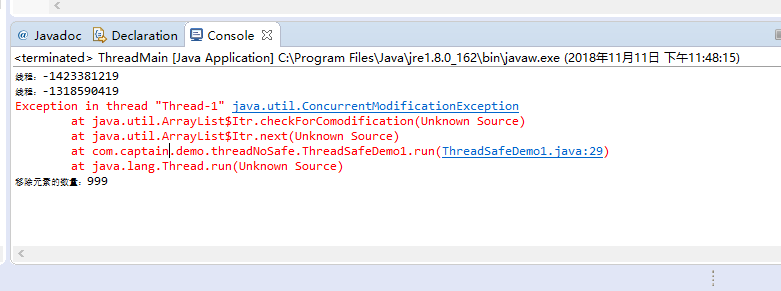 Javadoc Declaration Console
<terminated> ThreadMain [Java Application] C:\Program Files\Java\jre1.8.0_162\bin\javaw.exe (2018年11月11日 下午11:48:15)
线程：-1423381219
线程：-1318590419
Exception in thread "Thread-1" java.util.ConcurrentModificationException
at java.util.ArrayList$Itr.checkForComodification(Unknown Source)
at java.util.ArrayList$Itr.next(Unknown Source)
at com.captain.demo.threadNoSafe.ThreadSafeDemo1.run(ThreadSafeDemo1.java:29)
at java.lang.Thread.run(Unknown Source)
移除元素的数量：999